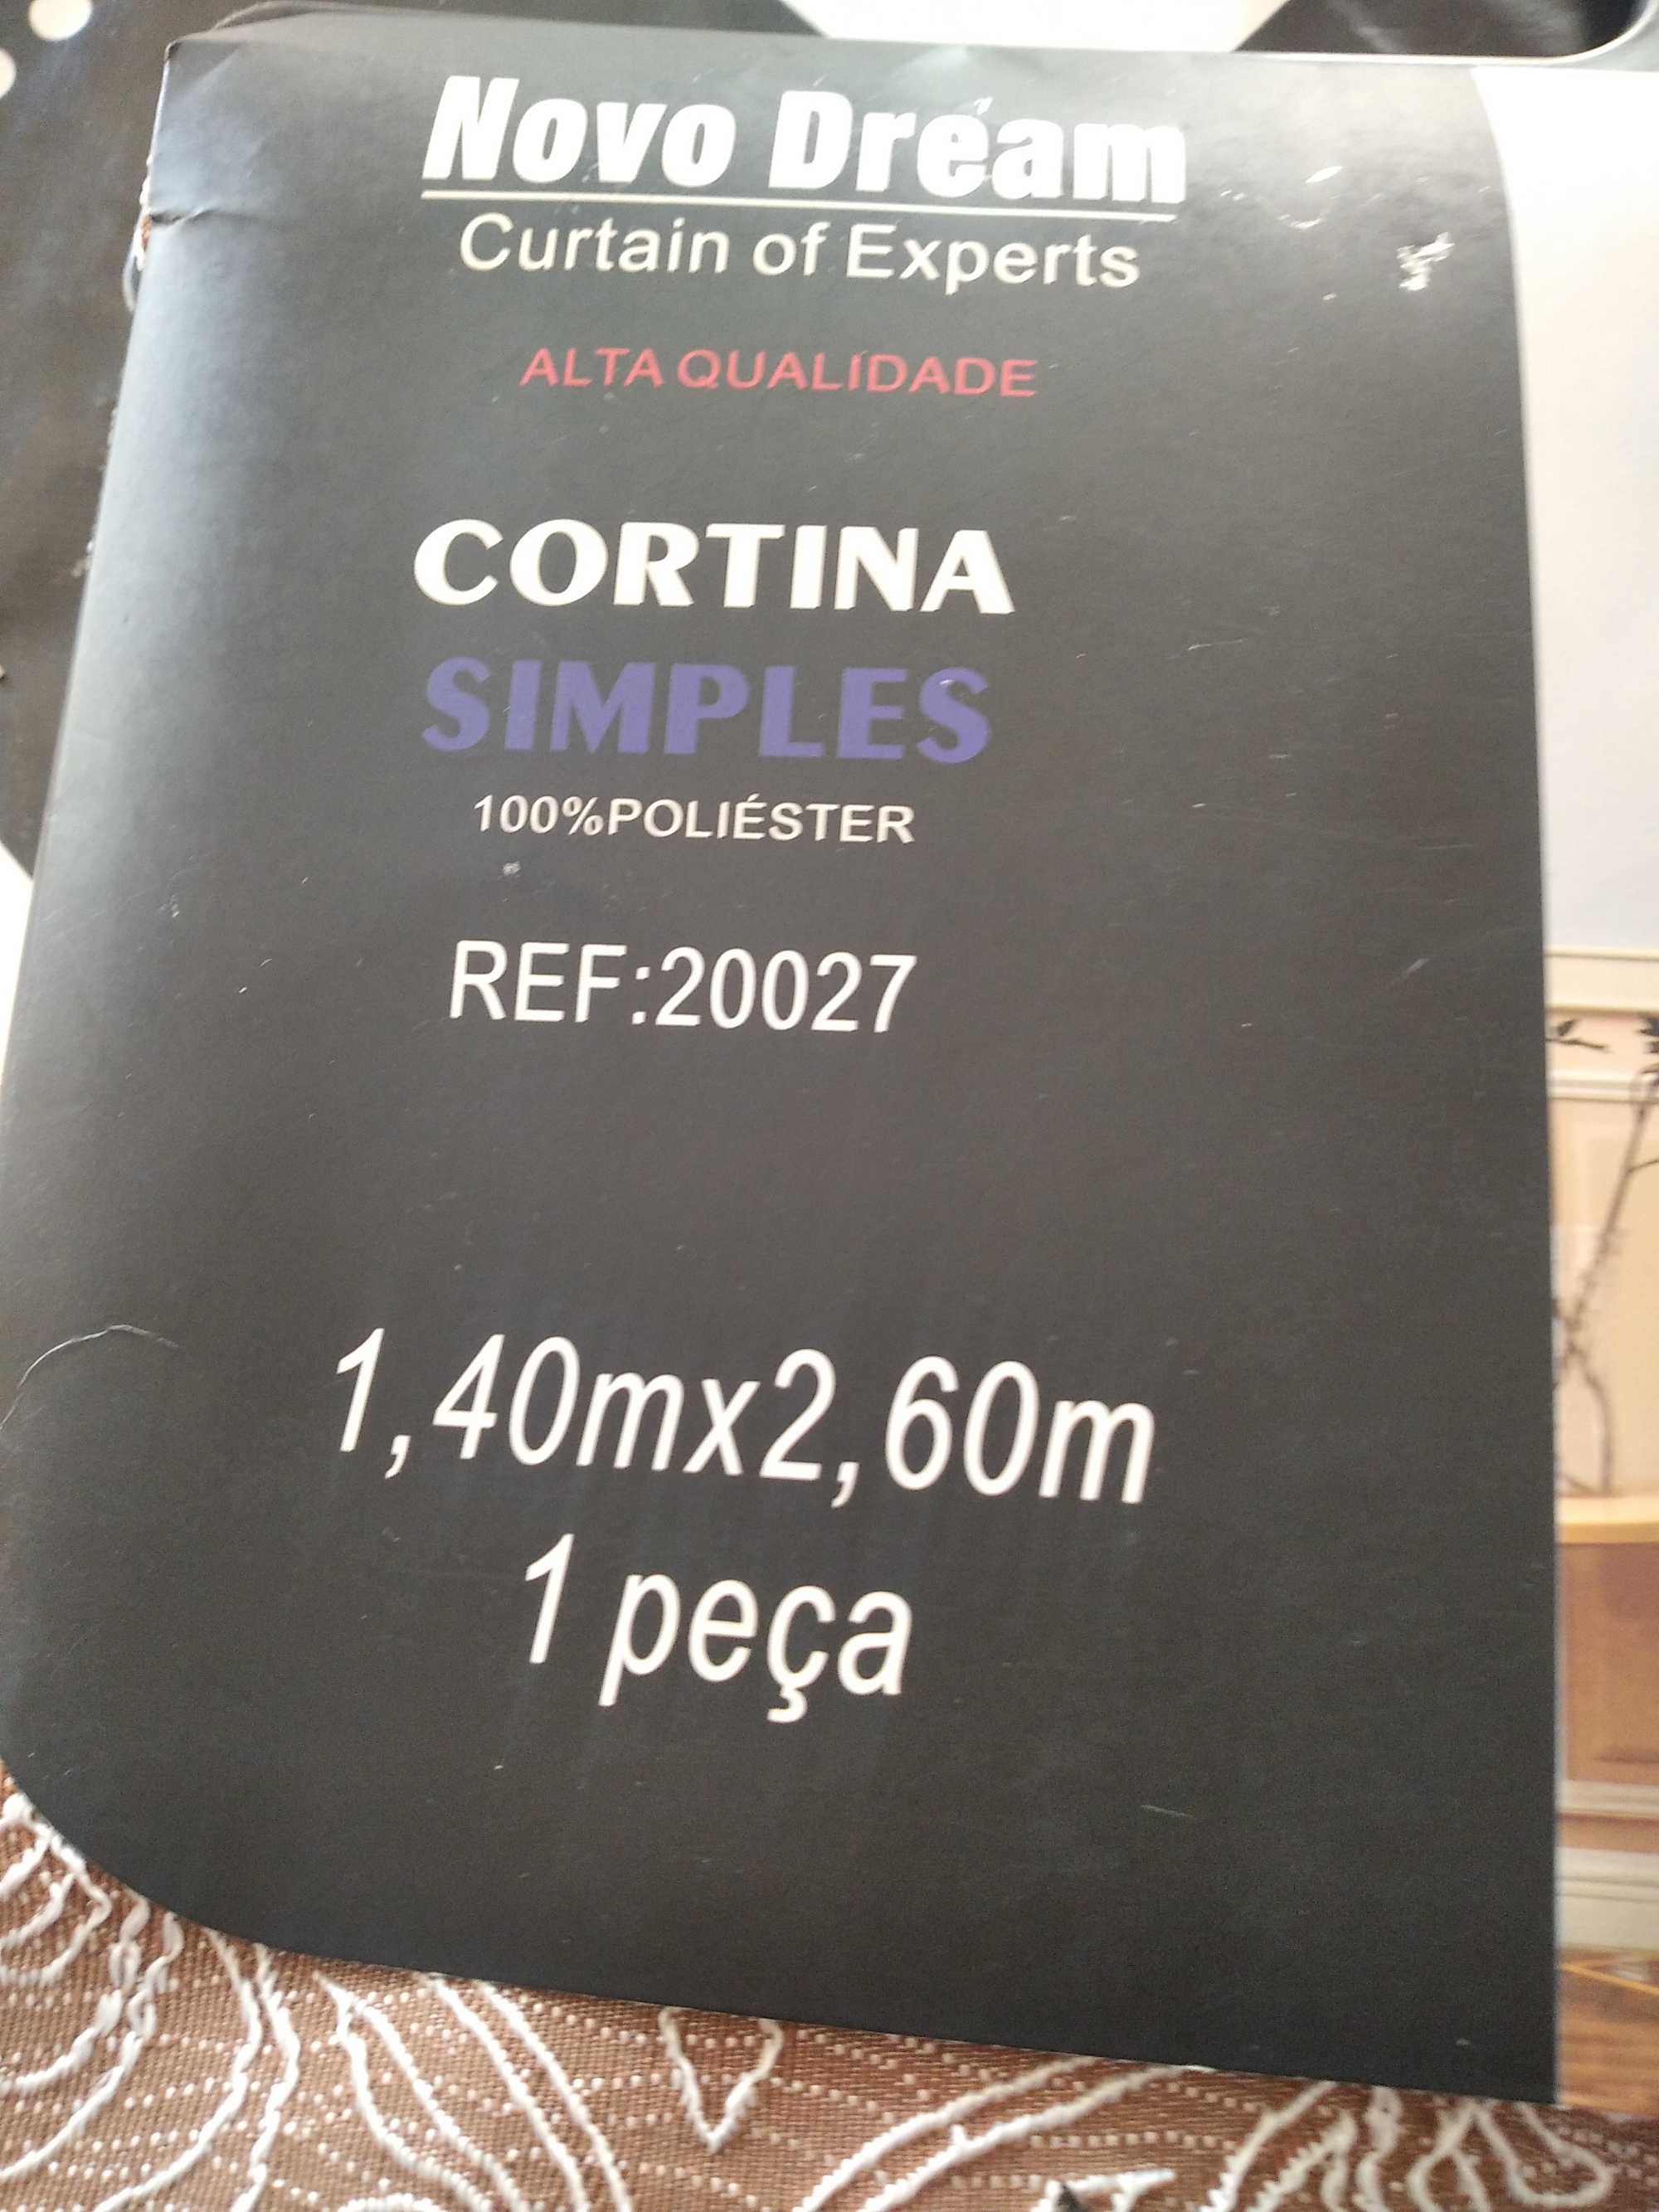 Novo Dream
Curtain of Experts
ALTA QUALIDADE
CORTINA
SIMPLES
100%POLIÉSTER
REF:20027
1,40mx2,60m
1 peça